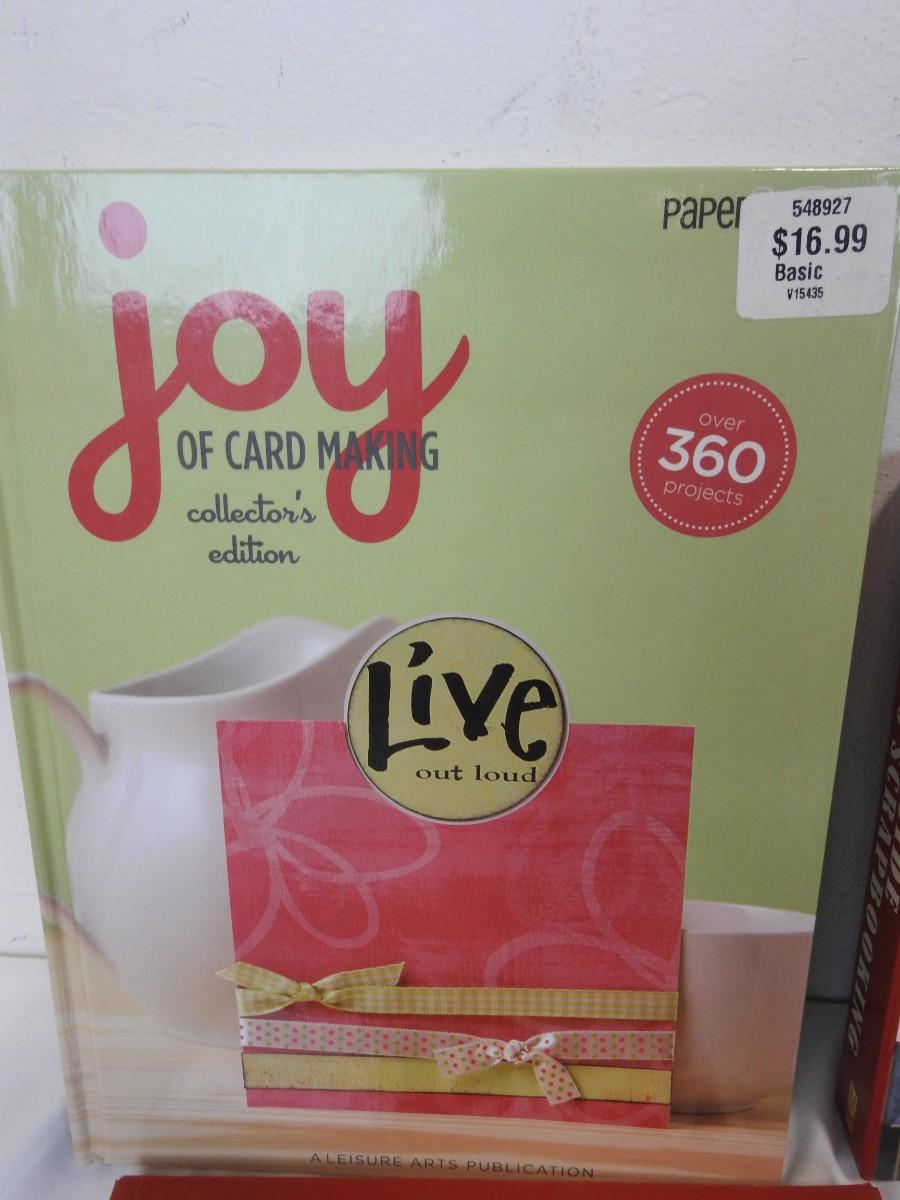 Paper
548927
$16.99
Basic
V15435
joy
OF CARD MAKING
collector's
edition
over
360
projects
Live
out loud
A LEISURE ARTS PUBLICATION
SCRAPBOOKING